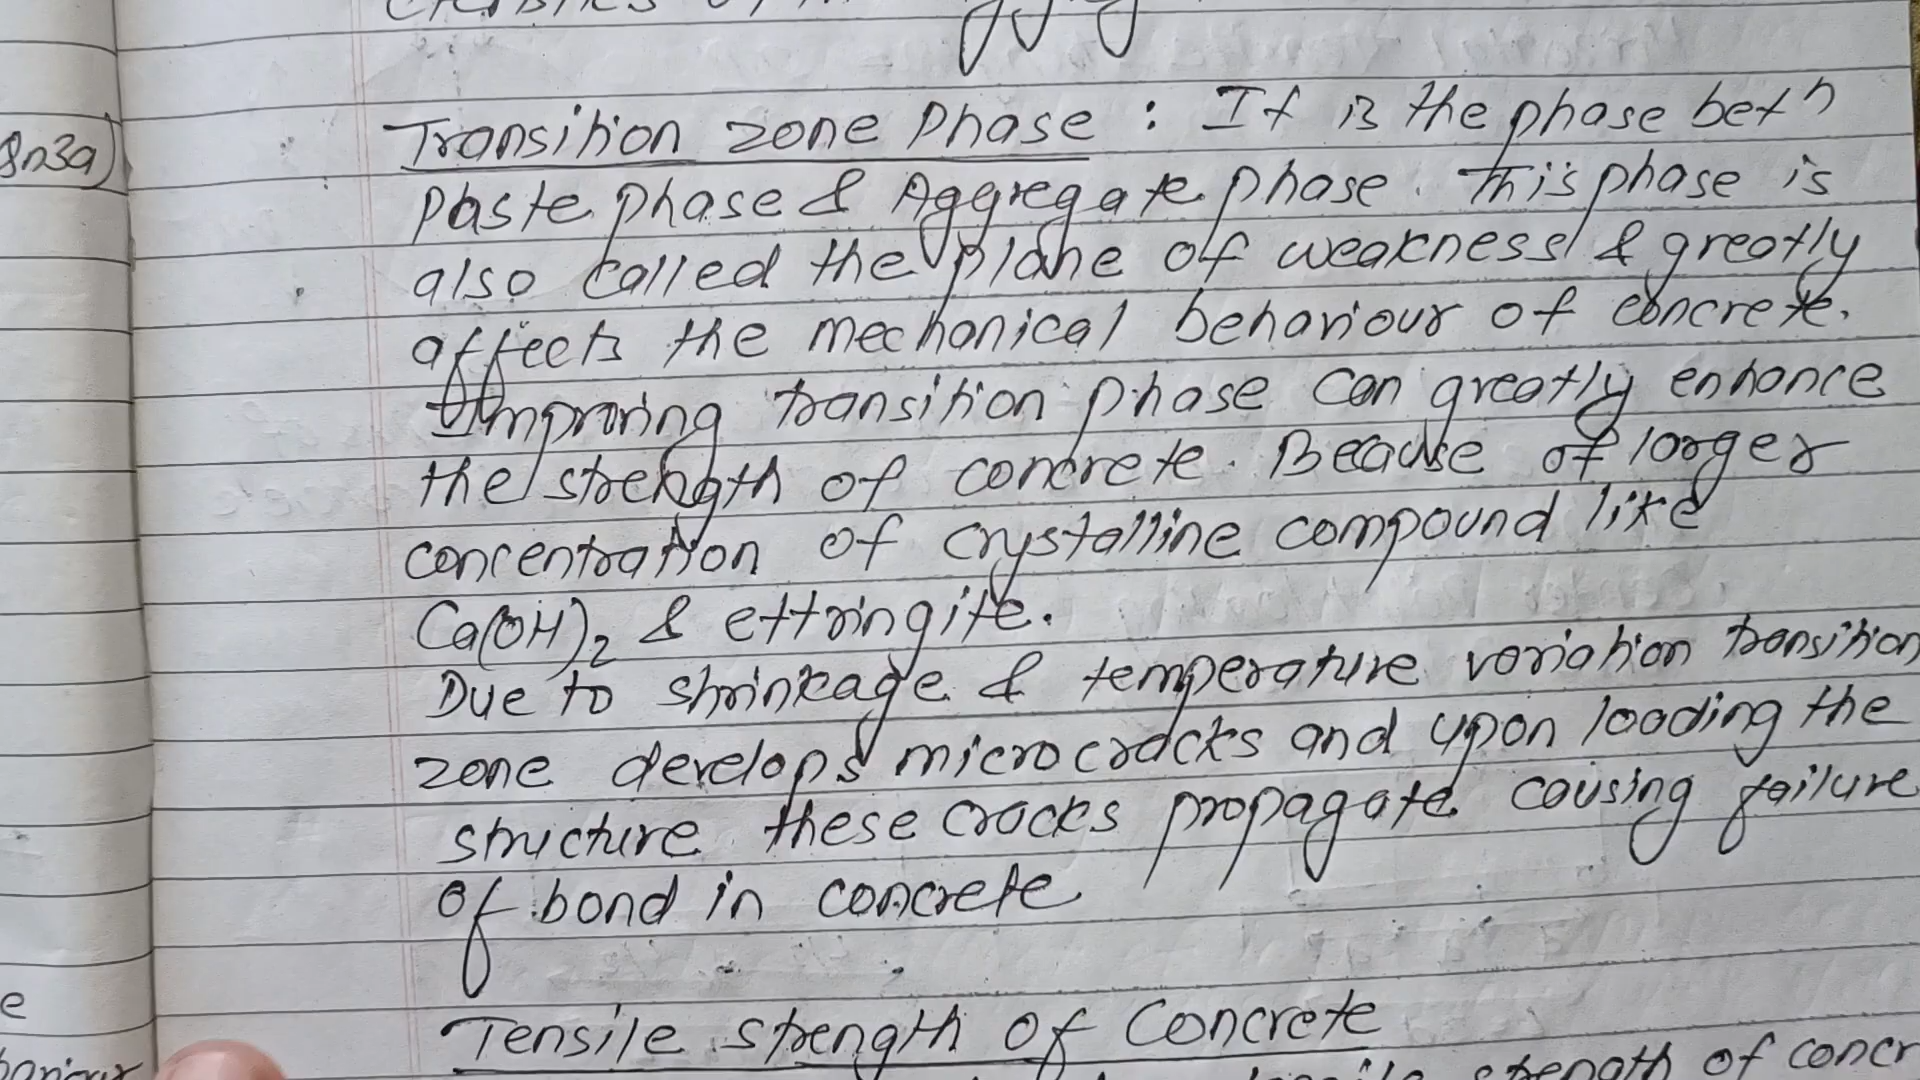 Transition zone Phase : It is the phase betn
Paste phase & Aggregate phase. This phase is
also called the plane of weakness & greatly
affects the mechanical behaviour of concrete.
Improving transition phase can greatly enhance
the strength of concrete. Because of larger
concentration of crystalline compound like
Ca(OH)2 & ettringite.
Due to shrinkage & temperature variation transition
zone develops microcracks and upon loading the
structure these cracks propagate causing failure
of bond in concrete
Tensile strength of Concrete
strength of concr